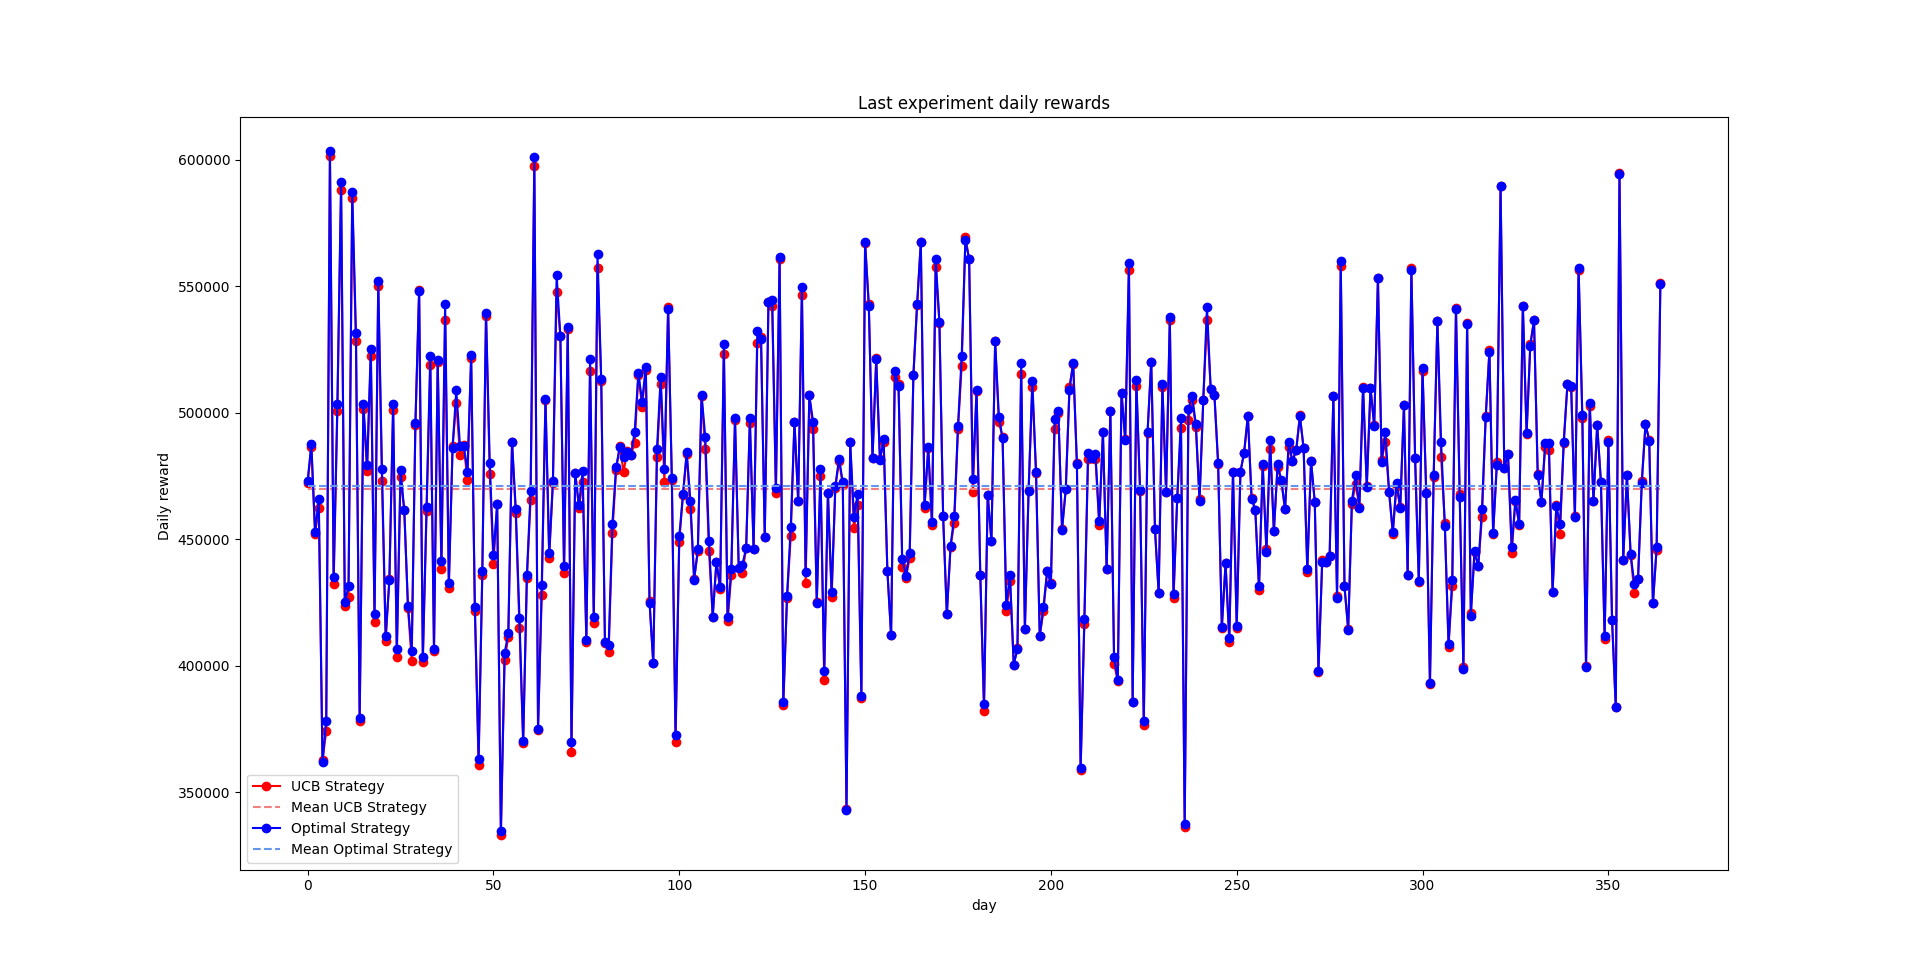 Last experiment daily rewards
Daily reward
600000
550000
500000
450000
400000
350000
UCB Strategy
Mean UCB Strategy
Optimal Strategy
Mean Optimal Strategy
0 50 100 150 200 250 300 350
day